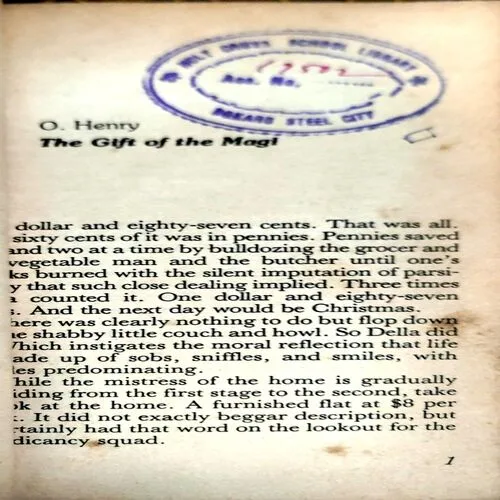 HOLY CROSS SCHOOL LIBRARY
Acc. No.
BOKARO STEEL CITY
O. Henry
The Gift of the Magi
dollar and eighty-seven cents. That was all.
sixty cents of it was in pennies. Pennies saved
and two at a time by bulldozing the grocer and
vegetable man and the butcher until one's
ks burned with the silent imputation of parsi-
y that such close dealing implied. Three times
counted it. One dollar and eighty-seven
s. And the next day would be Christmas.
here was clearly nothing to do but flop down
he shabby little couch and howl. So Della did
Which instigates the moral reflection that life
ade up of sobs, sniffles, and smiles, with
les predominating.
hile the mistress of the home is gradually
iding from the first stage to the second, take
ok at the home. A furnished flat at $8 per
k. It did not exactly beggar description, but
rtainly had that word on the lookout for the
dicancy squad.
1